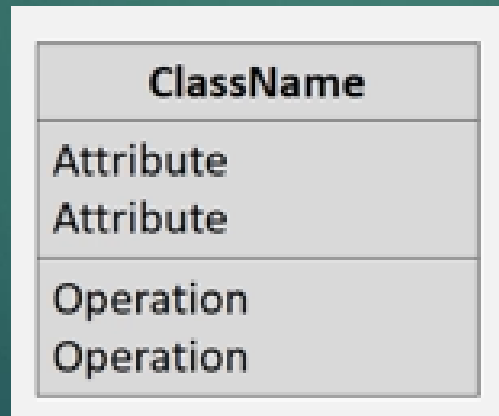 ClassName
Attribute
Attribute
Operation
Operation